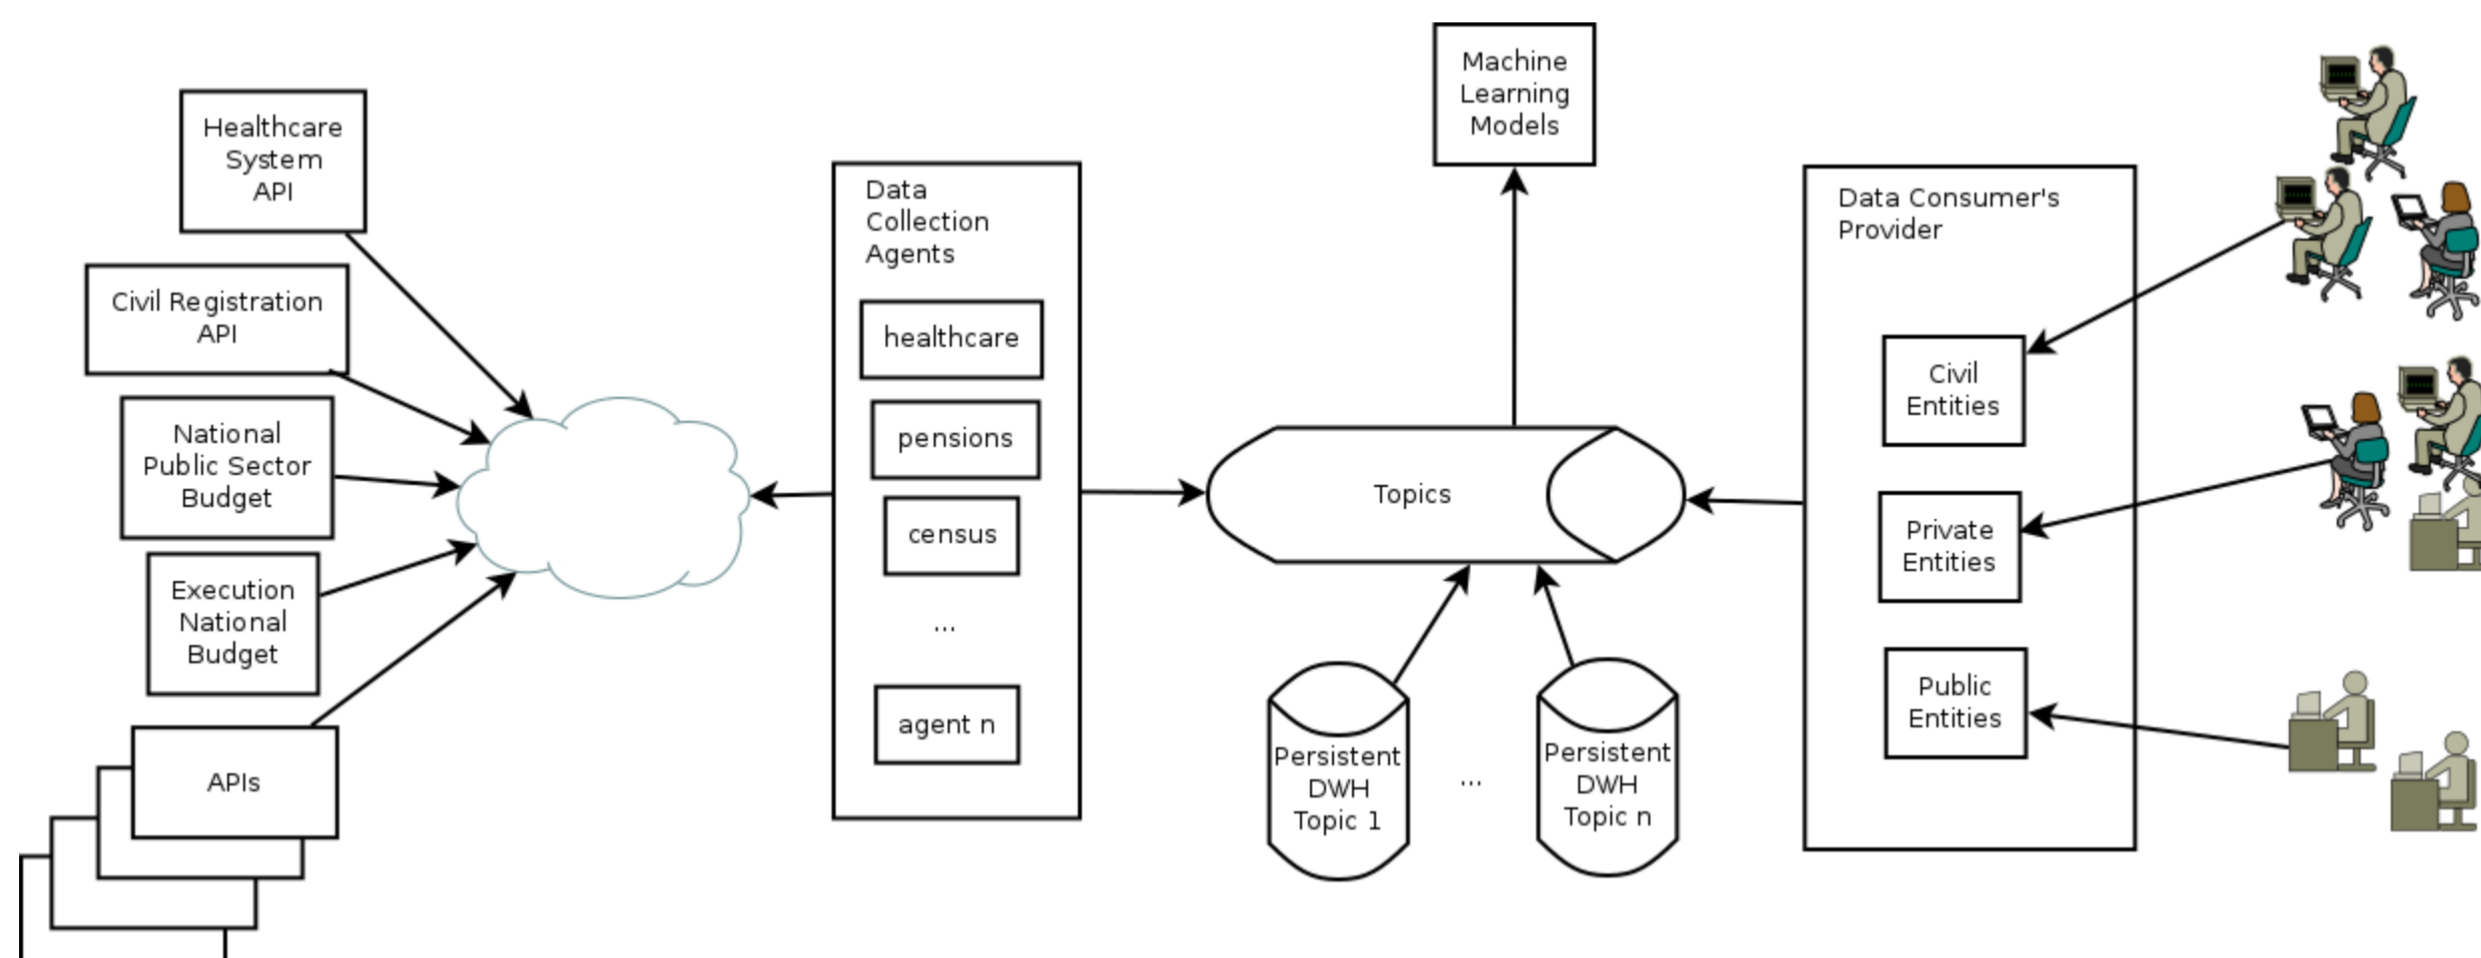 Healthcare
System
API
Civil Registration
API
National
Public Sector
Budget
Execution
National
Budget
APIs
Data
Collection
Agents
healthcare
pensions
census
...
agent n
Machine
Learning
Models
Topics
Persistent
DWH
Topic 1
...
Persistent
DWH
Topic n
Data Consumer's
Provider
Civil
Entities
Private
Entities
Public
Entities